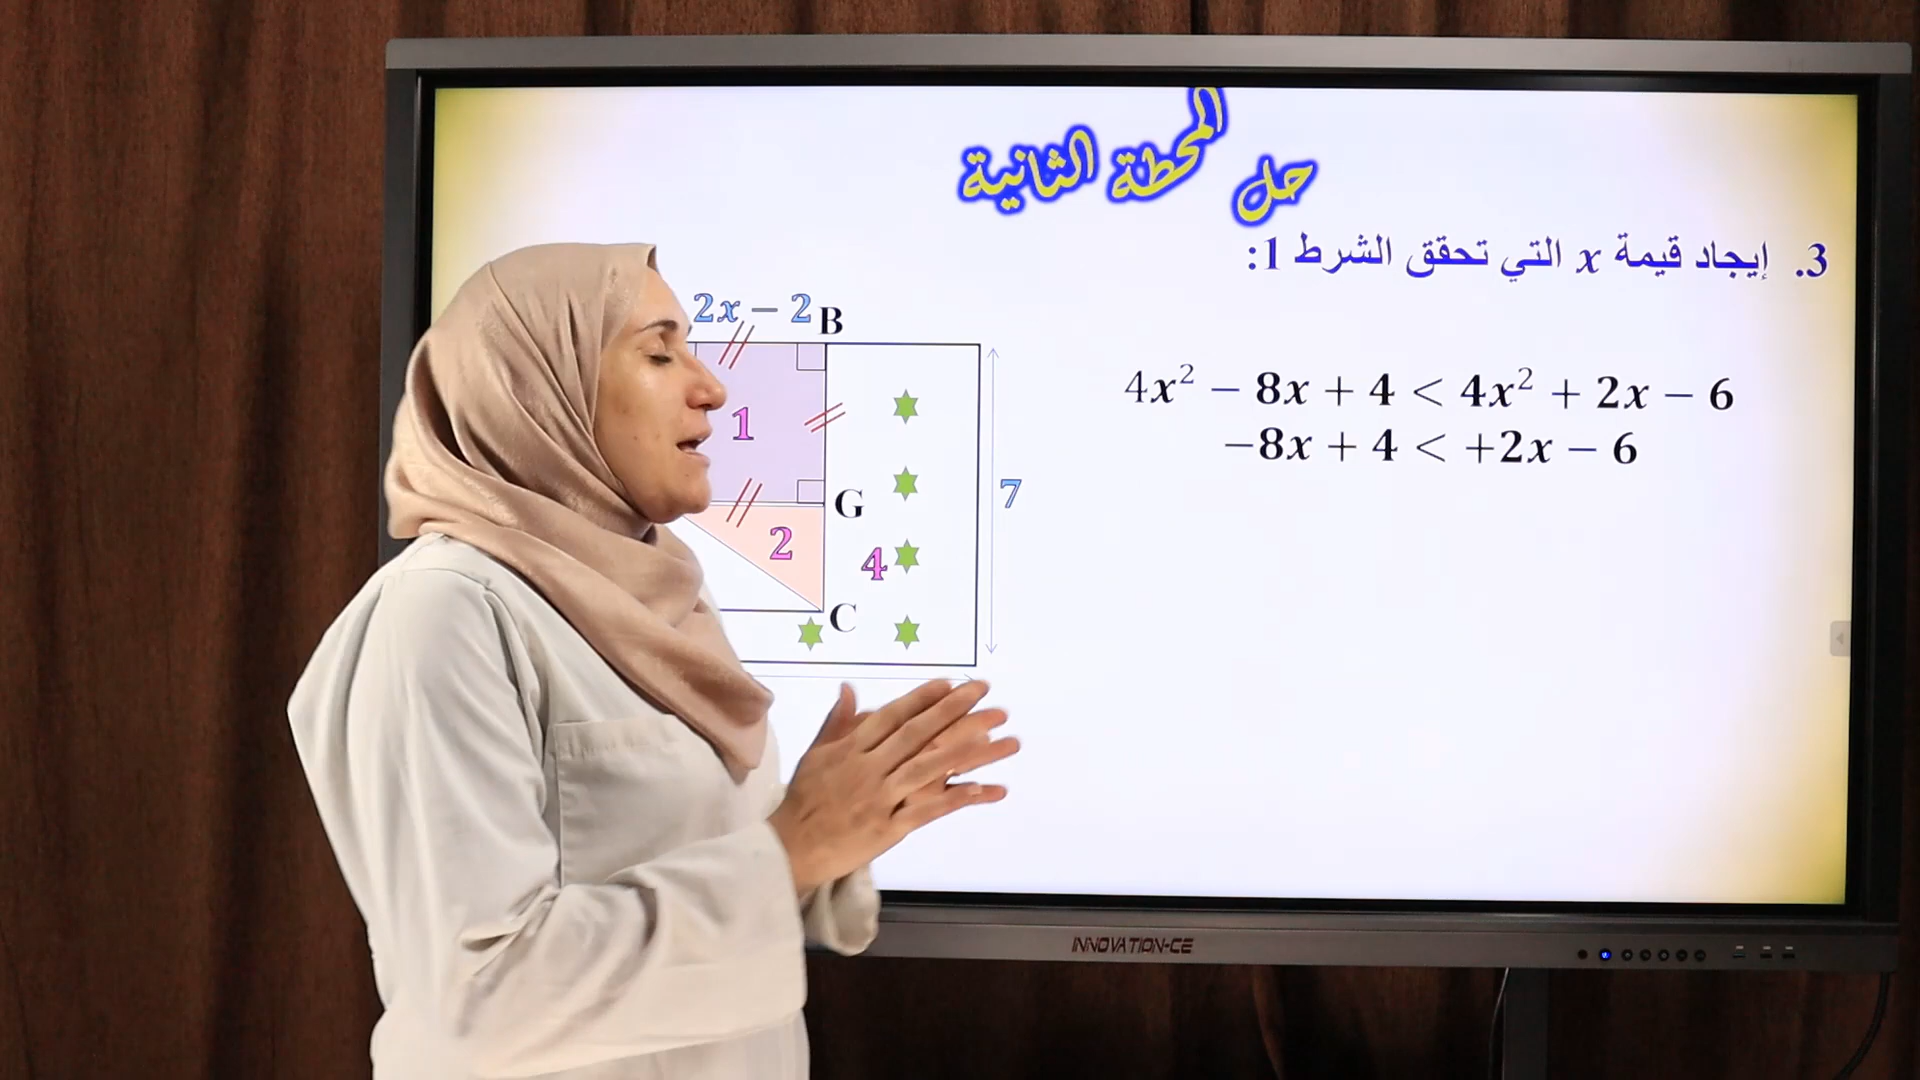 حل المحطة الثانية
3. إيجاد قيمة x التي تحقق الشرط 1:
4x² − 8x + 4 < 4x² + 2x − 6
−8x + 4 < +2x − 6
2x − 2
B
1
G
7
2
4
C
INNOVATION-CE